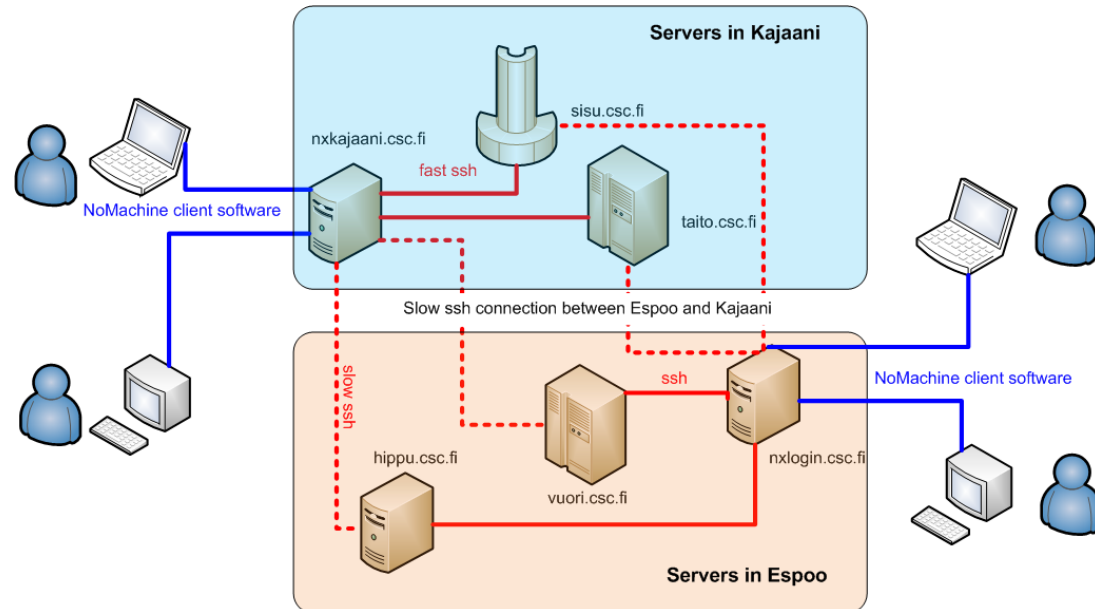 Servers in Kajaani
sisu.csc.fi
nxkajaani.csc.fi
fast ssh
NoMachine client software
taito.csc.fi
Slow ssh connection between Espoo and Kajaani
slow ssh
ssh
NoMachine client software
hippu.csc.fi
nxlogin.csc.fi
vuori.csc.fi
Servers in Espoo